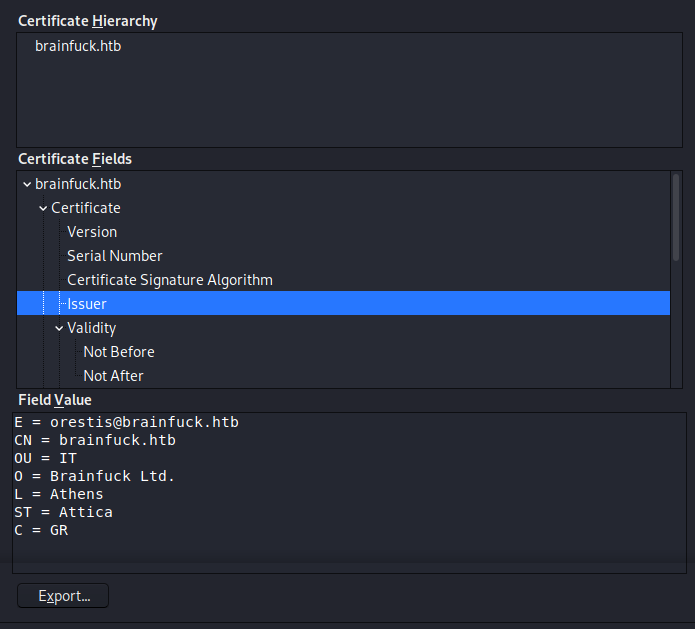 Certificate Hierarchy
brainfuck.htb
Certificate Fields
brainfuck.htb
Certificate
Version
Serial Number
Certificate Signature Algorithm
Issuer
Validity
Not Before
Not After
Field Value
E = orestis@brainfuck.htb
CN = brainfuck.htb
OU = IT
O = Brainfuck Ltd.
L = Athens
ST = Attica
C = GR
Export...